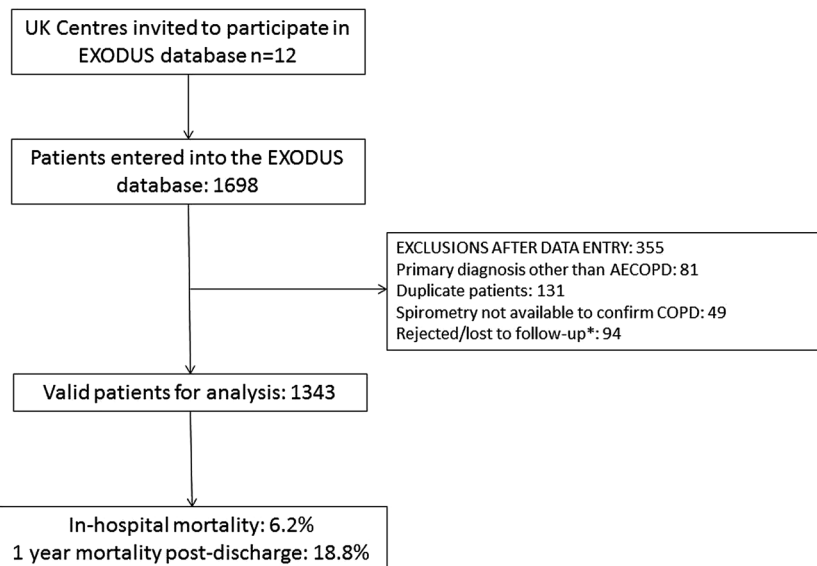 UK Centres invited to participate in
EXODUS database n=12
Patients entered into the EXODUS
database: 1698
EXCLUSIONS AFTER DATA ENTRY: 355
Primary diagnosis other than AECOPD: 81
Duplicate patients: 131
Spirometry not available to confirm COPD: 49
Rejected/lost to follow-up*: 94
Valid patients for analysis: 1343
In-hospital mortality: 6.2%
1 year mortality post-discharge: 18.8%